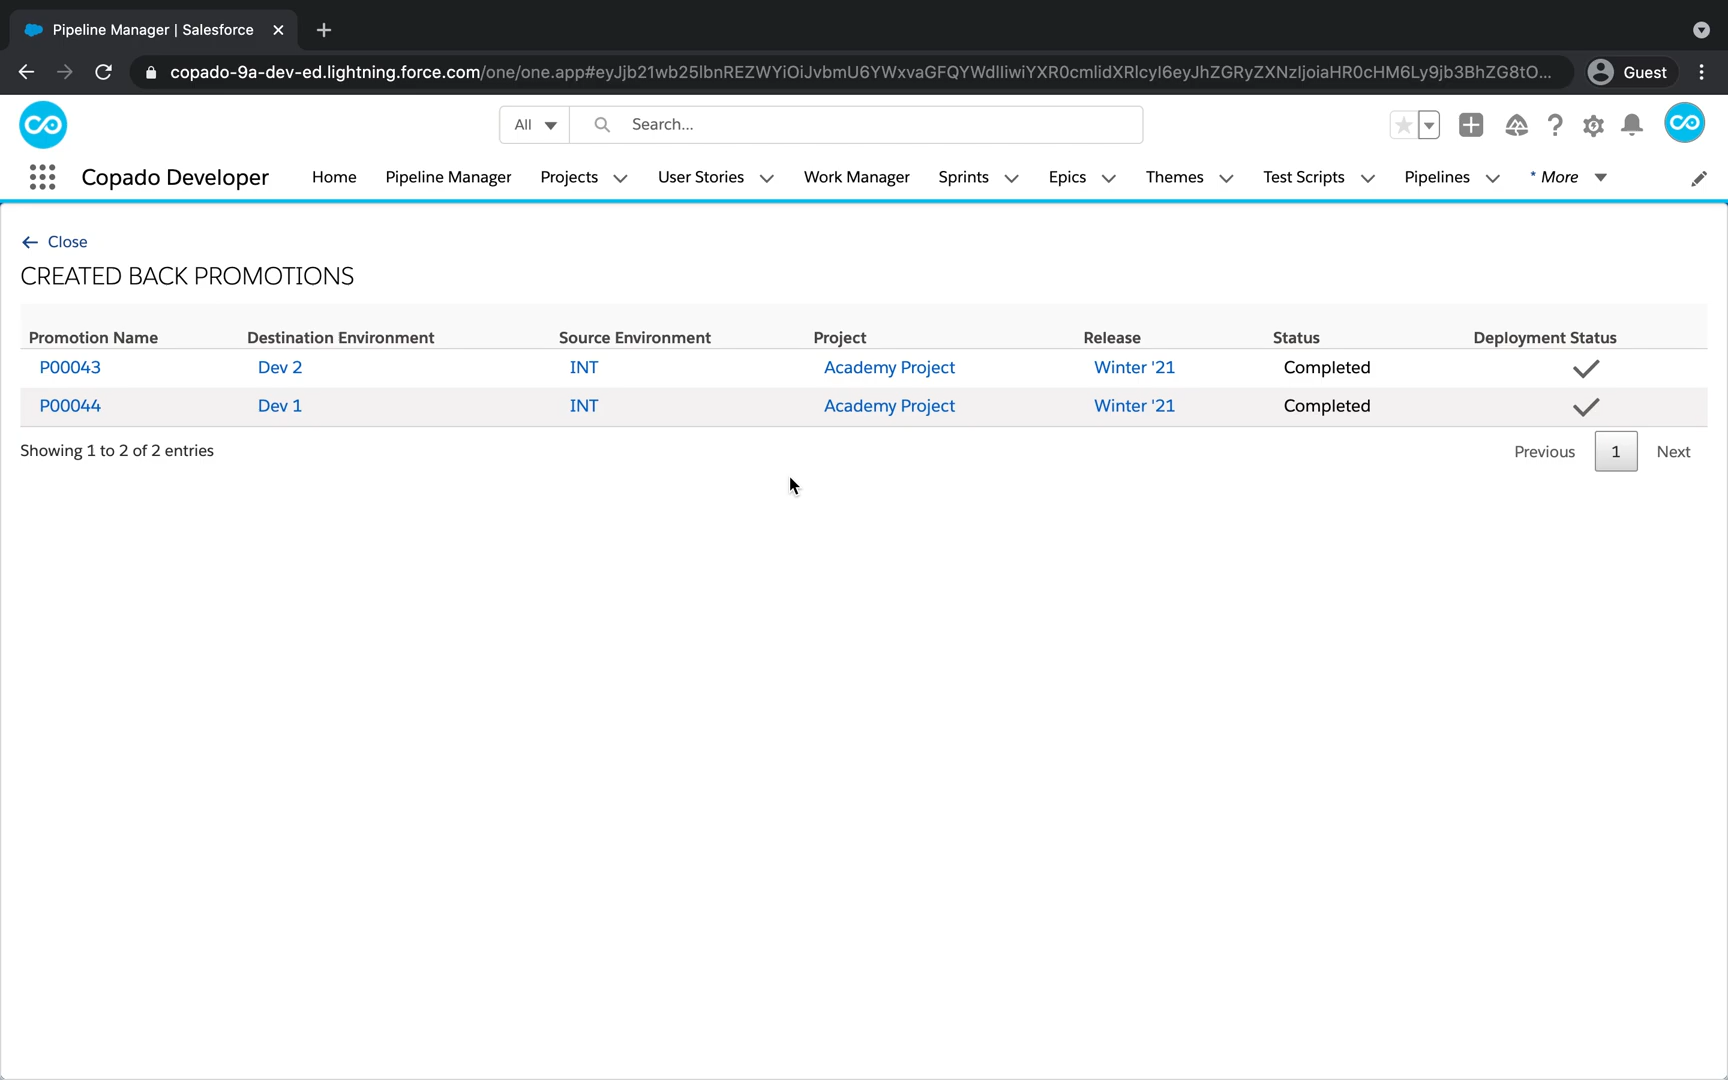 Pipeline Manager | Salesforce
copado-9a-dev-ed.lightning.force.com/one/one.app#eyJjb21wb25lbnREZWYiOiJvbmU6YWxvaGFQYWdlIiwiYXR0cmlidXRlcyI6eyJhZGRyZXNzIjoiaHR0cHM6Ly9jb3BhZG8tO...
Guest
All
Search...
Copado Developer
Home Pipeline Manager Projects User Stories Work Manager Sprints Epics Themes Test Scripts Pipelines * More
Close
CREATED BACK PROMOTIONS
Promotion Name Destination Environment Source Environment Project Release Status Deployment Status
P00043 Dev 2 INT Academy Project Winter '21 Completed
P00044 Dev 1 INT Academy Project Winter '21 Completed
Showing 1 to 2 of 2 entries
Previous 1 Next